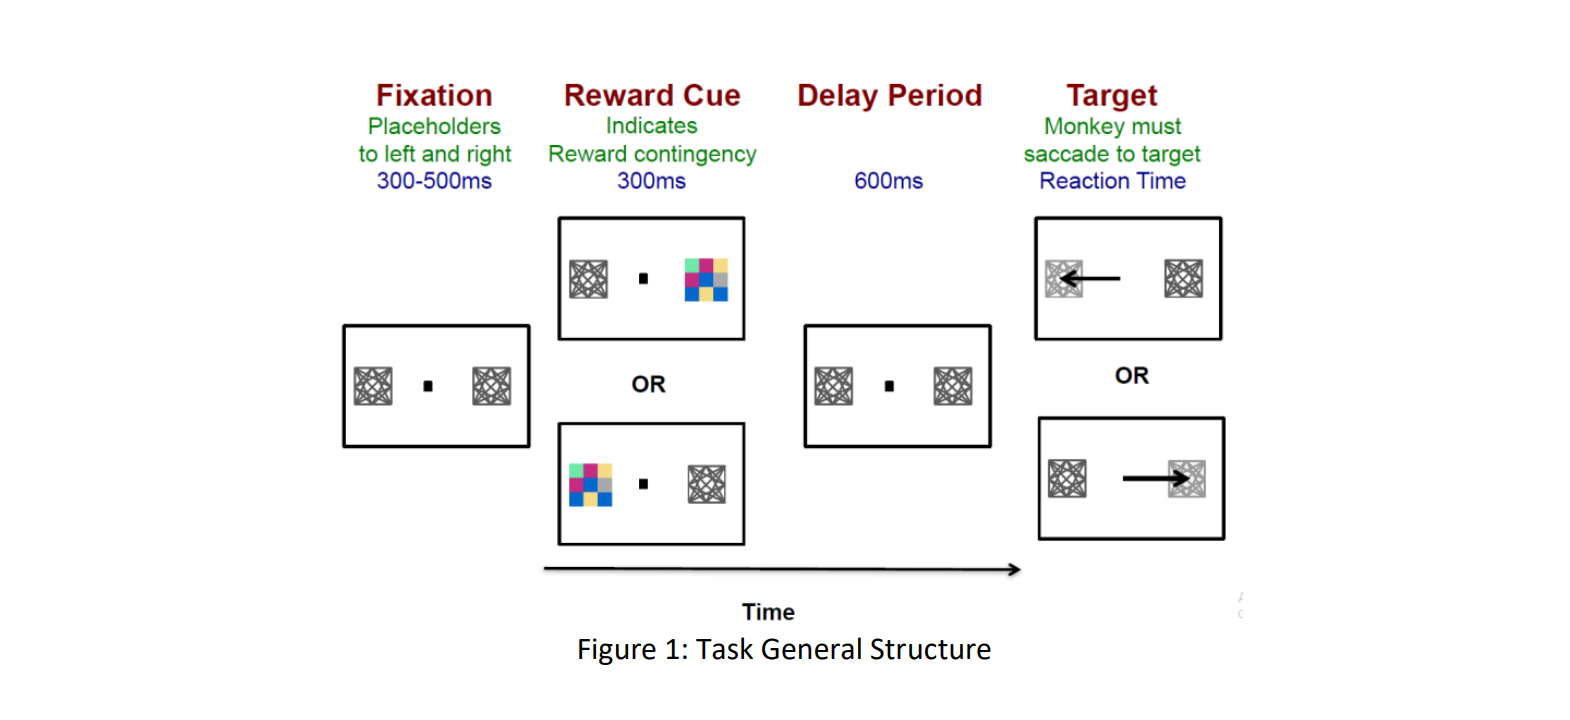 Fixation
Placeholders
to left and right
300-500ms
Reward Cue
Indicates
Reward contingency
300ms
Delay Period
600ms
Target
Monkey must
saccade to target
Reaction Time
OR
OR
Time
Figure 1: Task General Structure